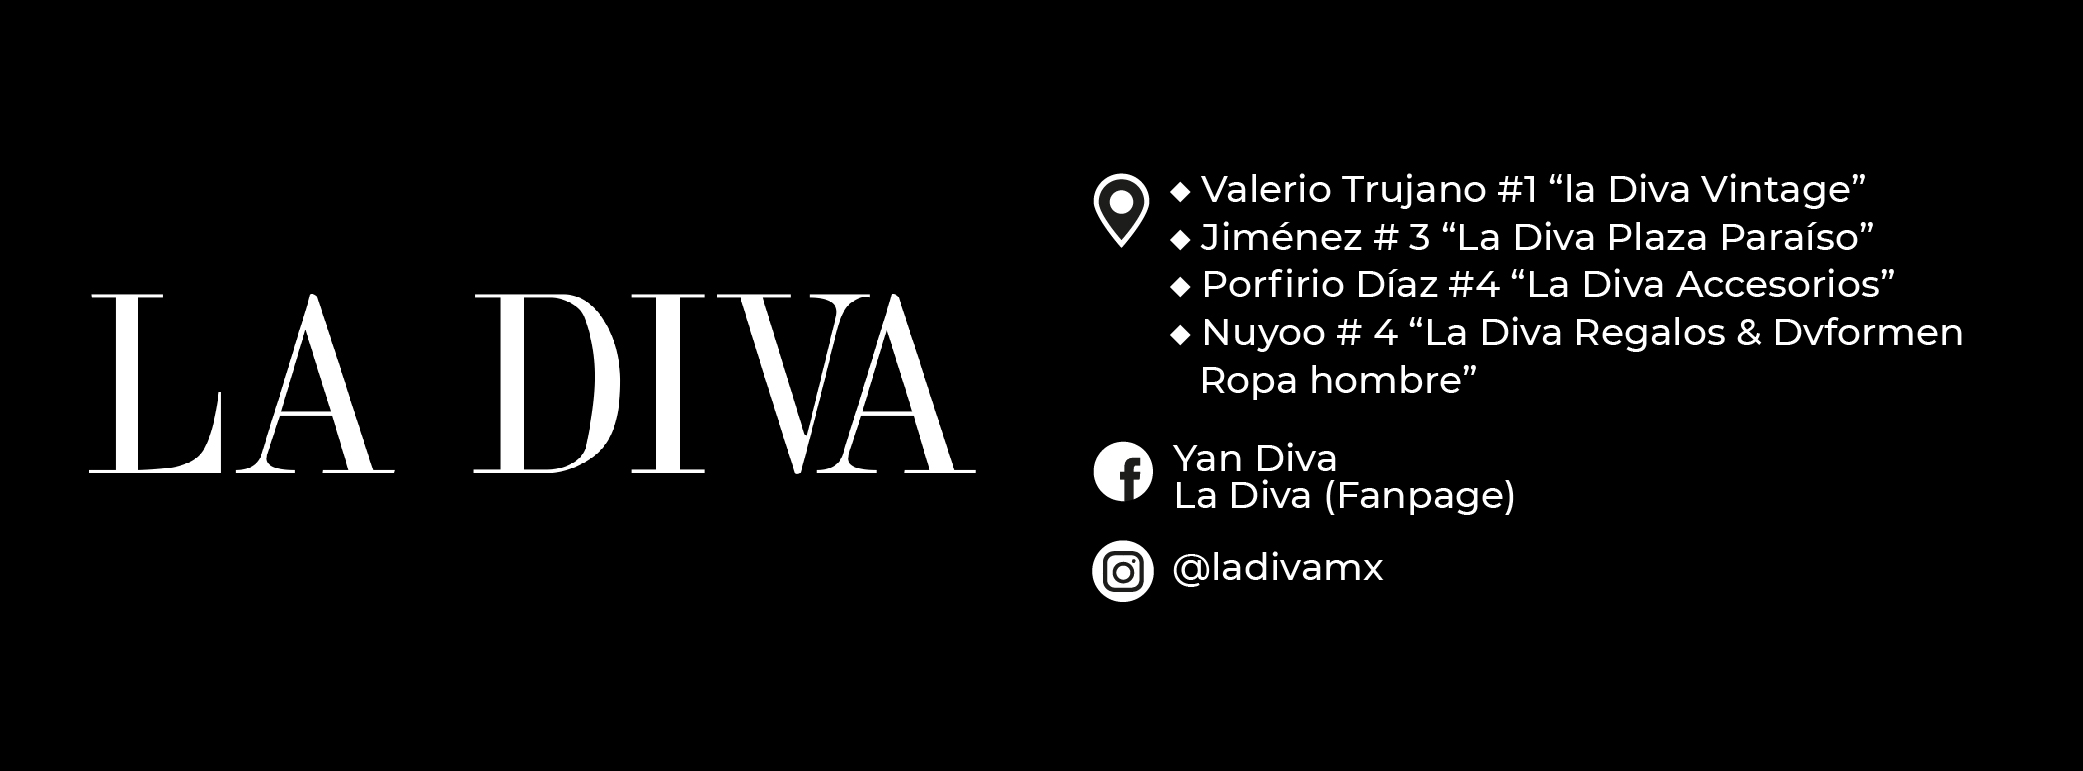 LA DIVA
◆ Valerio Trujano #1 “la Diva Vintage”
◆ Jiménez # 3 “La Diva Plaza Paraíso”
◆ Porfirio Díaz #4 “La Diva Accesorios”
◆ Nuyoo # 4 “La Diva Regalos & Dvformen
Ropa hombre”
Yan Diva
La Diva (Fanpage)
@ladivamx